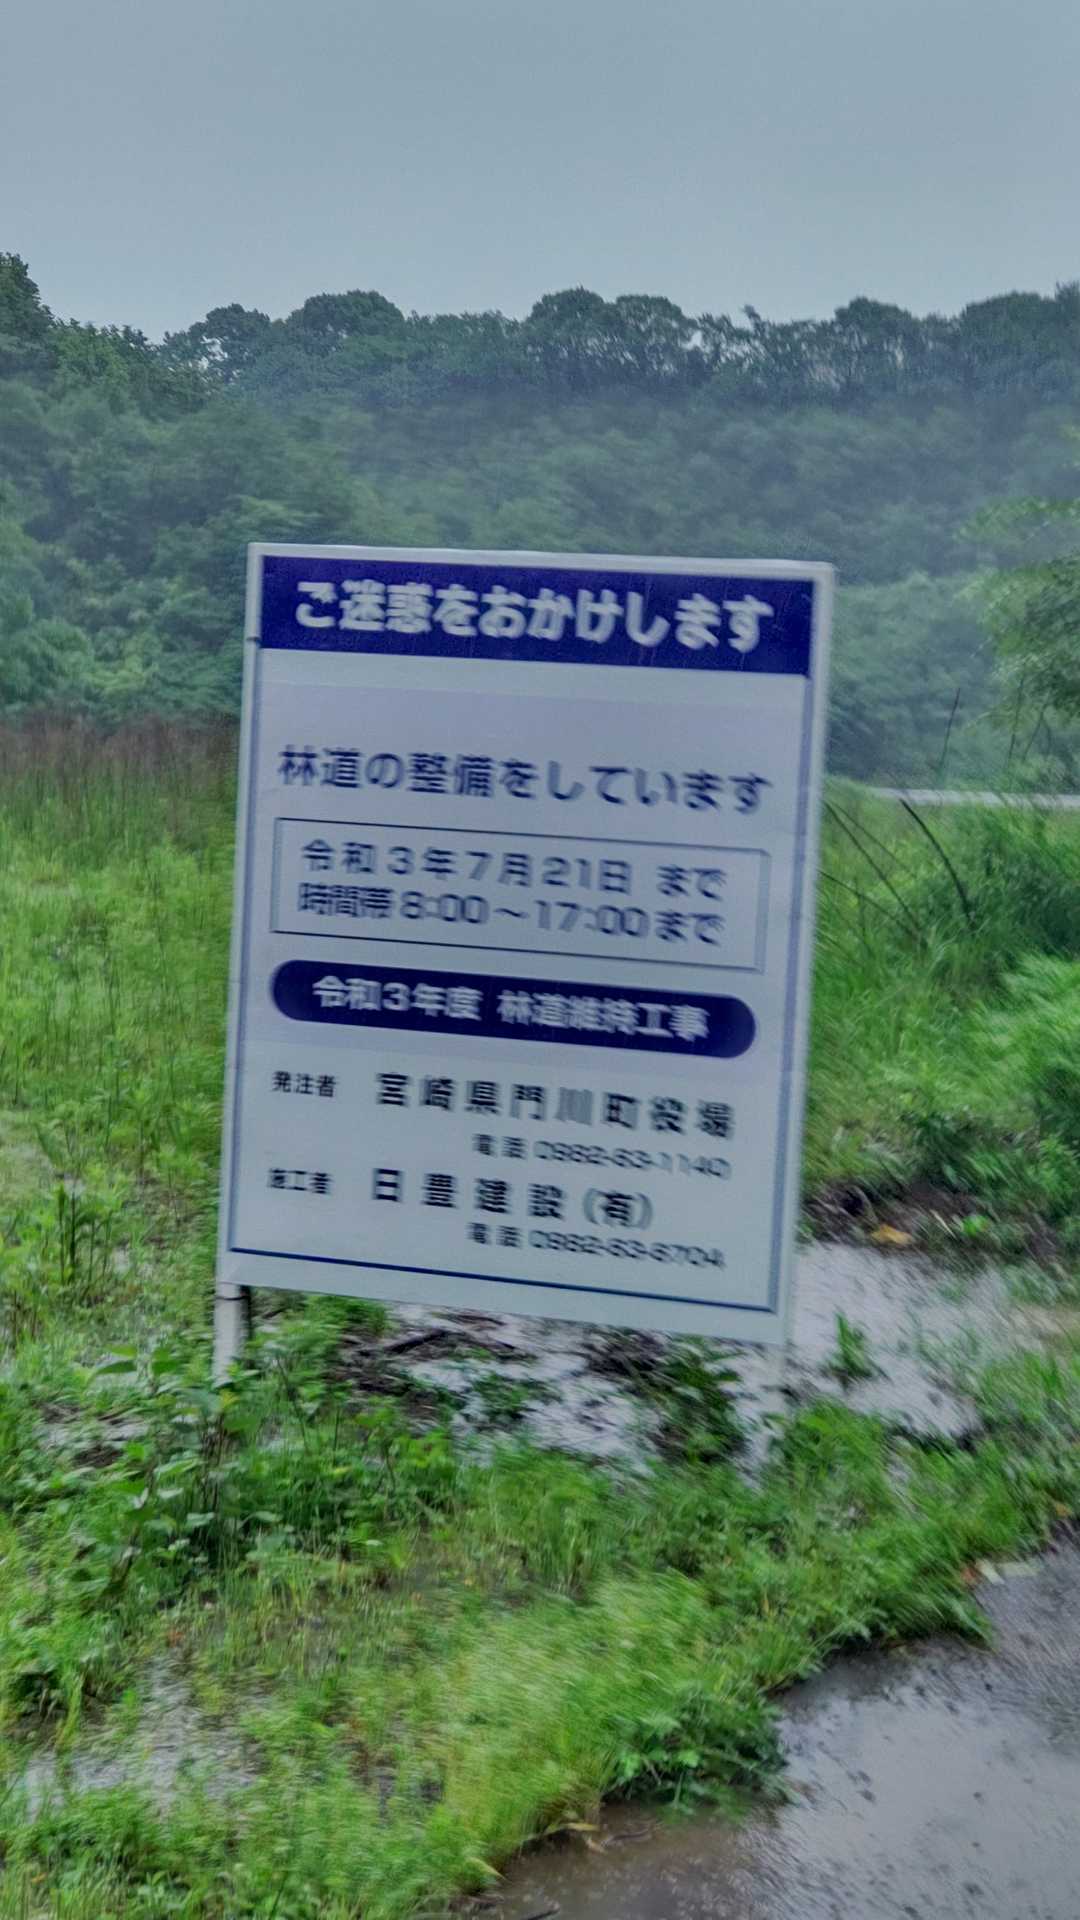 ご迷惑をおかけします
林道の整備をしています
令和3年7月21日 まで
時間帯8:00～17:00まで
令和3年度 林道維持工事
発注者 宮崎県門川町役場
電話 0982-63-1140
施工者 日豊建設(有)
電話 0982-63-6704